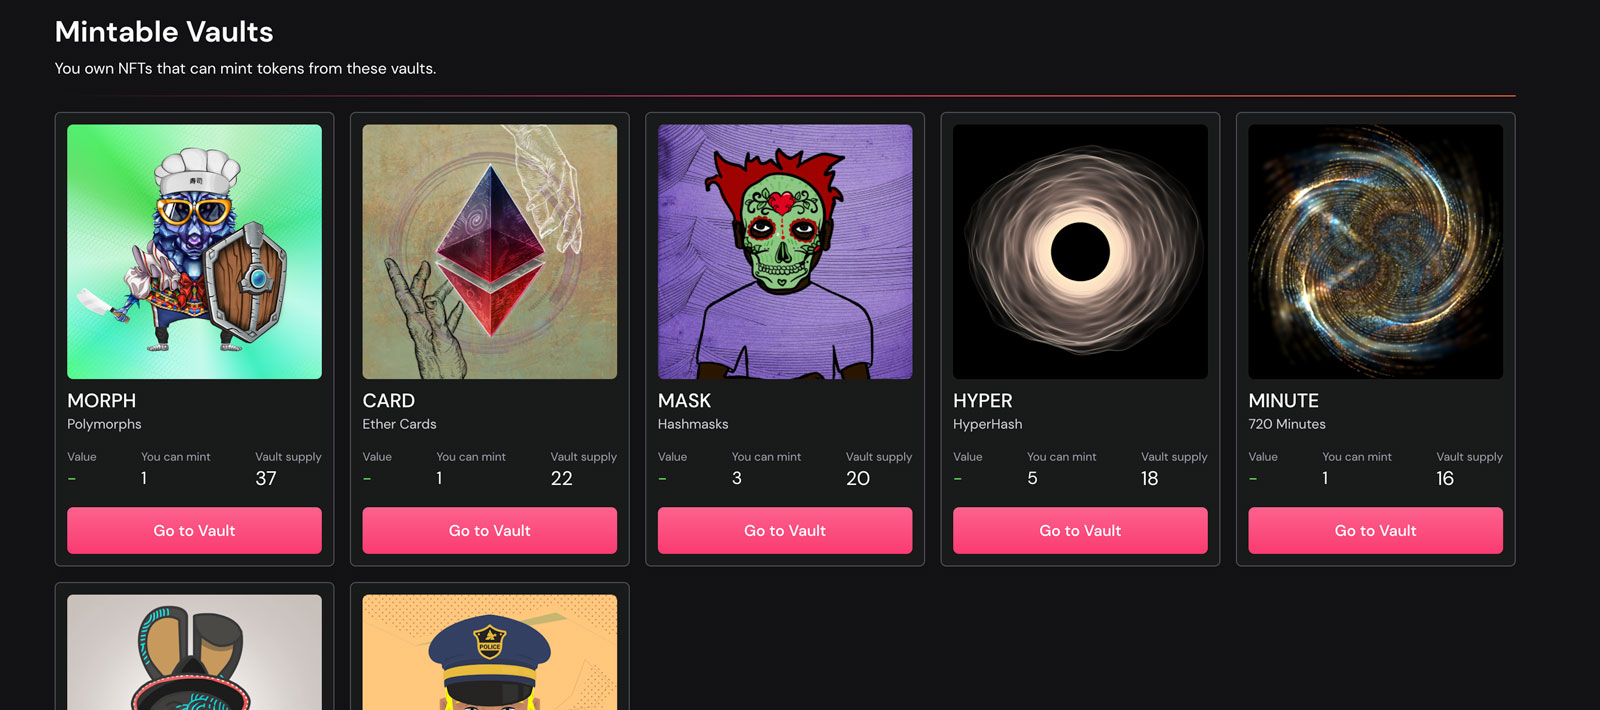 Mintable Vaults
You own NFTs that can mint tokens from these vaults.
寿司
MORPH
Polymorphs
Value You can mint Vault supply
- 1 37
Go to Vault
CARD
Ether Cards
Value You can mint Vault supply
- 1 22
Go to Vault
MASK
Hashmasks
Value You can mint Vault supply
- 3 20
Go to Vault
HYPER
HyperHash
Value You can mint Vault supply
- 5 18
Go to Vault
MINUTE
720 Minutes
Value You can mint Vault supply
- 1 16
Go to Vault
POLICE